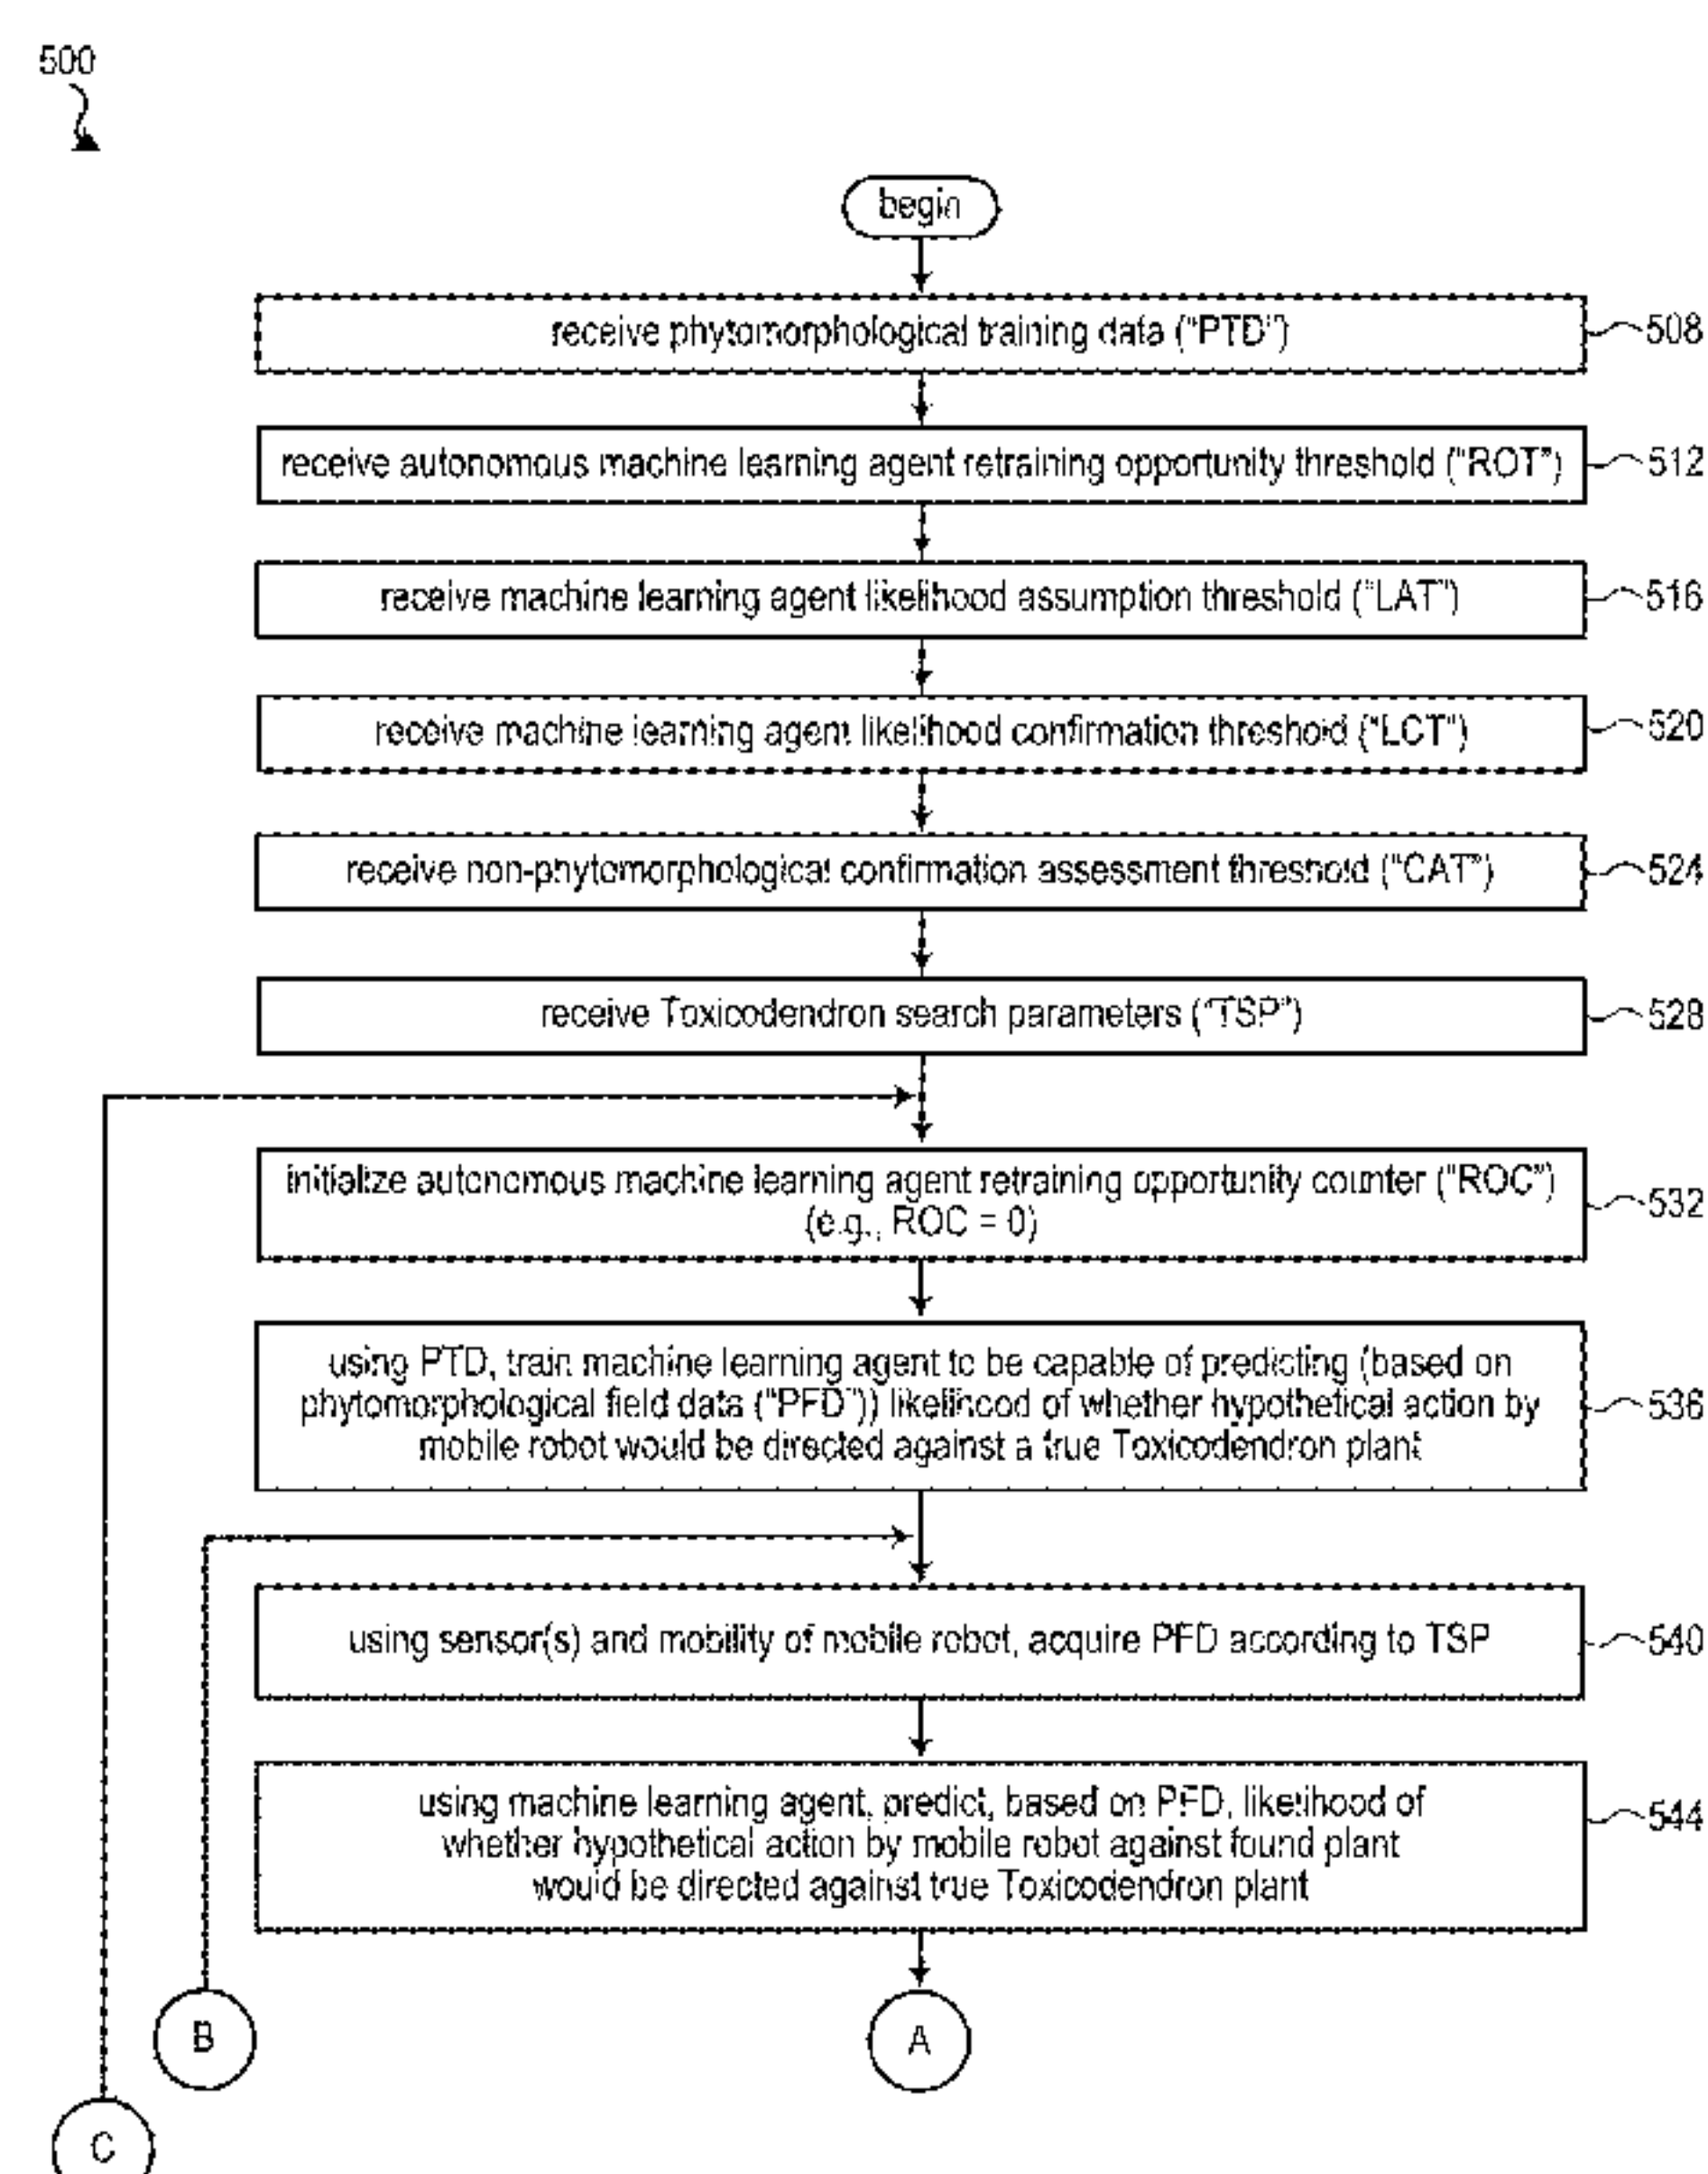 500
begin
receive phytomorphological training data ("PTD")
508
receive autonomous machine learning agent retraining opportunity threshold ("ROT")
512
receive machine learning agent likelihood assumption threshold ("LAT")
516
receive machine learning agent likelihood confirmation threshold ("LCT")
520
receive non-phytomorphological confirmation assessment threshold ("CAT")
524
receive Toxicodendron search parameters ("TSP")
528
initialize autonomous machine learning agent retraining opportunity counter ("ROC")
(e.g., ROC = 0)
532
using PTD, train machine learning agent to be capable of predicting (based on
phytomorphological field data ("PFD")) likelihood of whether hypothetical action by
mobile robot would be directed against a true Toxicodendron plant
536
using sensor(s) and mobility of mobile robot, acquire PFD according to TSP
540
using machine learning agent, predict, based on PFD, likelihood of
whether hypothetical action by mobile robot against found plant
would be directed against true Toxicodendron plant
544
B
A
C